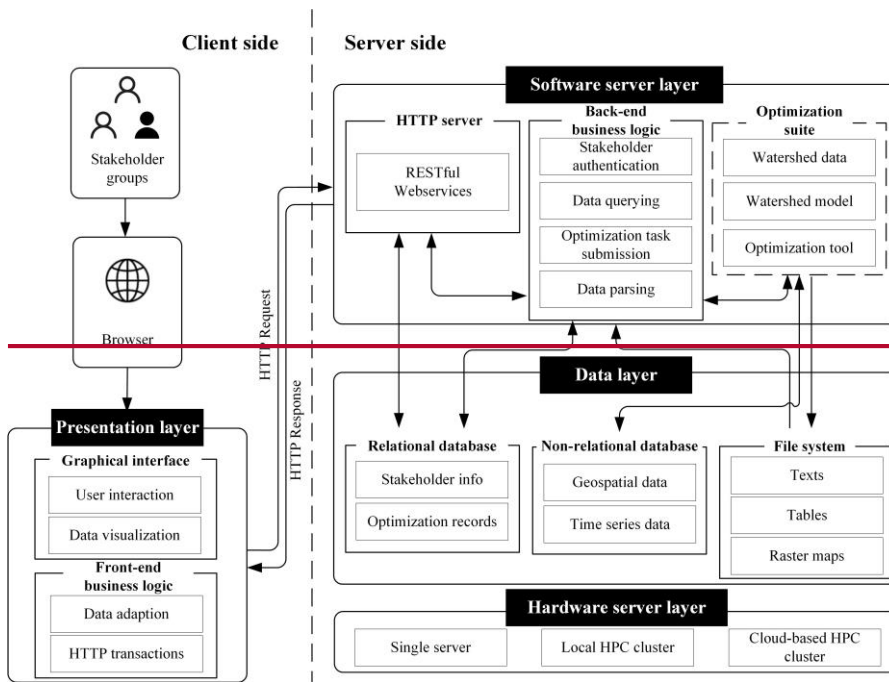 Client side
Server side
Stakeholder
groups
Browser
Presentation layer
Graphical interface
User interaction
Data visualization
Front-end
business logic
Data adaption
HTTP transactions
HTTP Request
HTTP Response
Software server layer
HTTP server
RESTful
Webservices
Back-end
business logic
Stakeholder
authentication
Data querying
Optimization task
submission
Data parsing
Optimization
suite
Watershed data
Watershed model
Optimization tool
Data layer
Relational database
Stakeholder info
Optimization records
Non-relational database
Geospatial data
Time series data
File system
Texts
Tables
Raster maps
Hardware server layer
Single server
Local HPC cluster
Cloud-based HPC
cluster